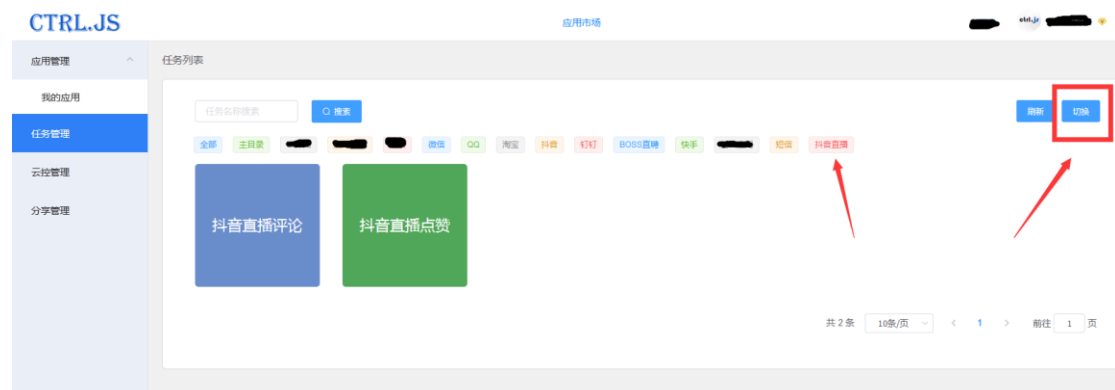 CTRL.JS 应用市场 ctrl.js
应用管理 任务列表
我的应用
任务名称搜索 搜索 刷新 切换
任务管理
全部 主目录 微信 QQ 淘宝 抖音 钉钉 BOSS直聘 快手 短信 抖音直播
云控管理
分享管理
抖音直播评论 抖音直播点赞
共 2 条 10条/页 < 1 > 前往 1 页